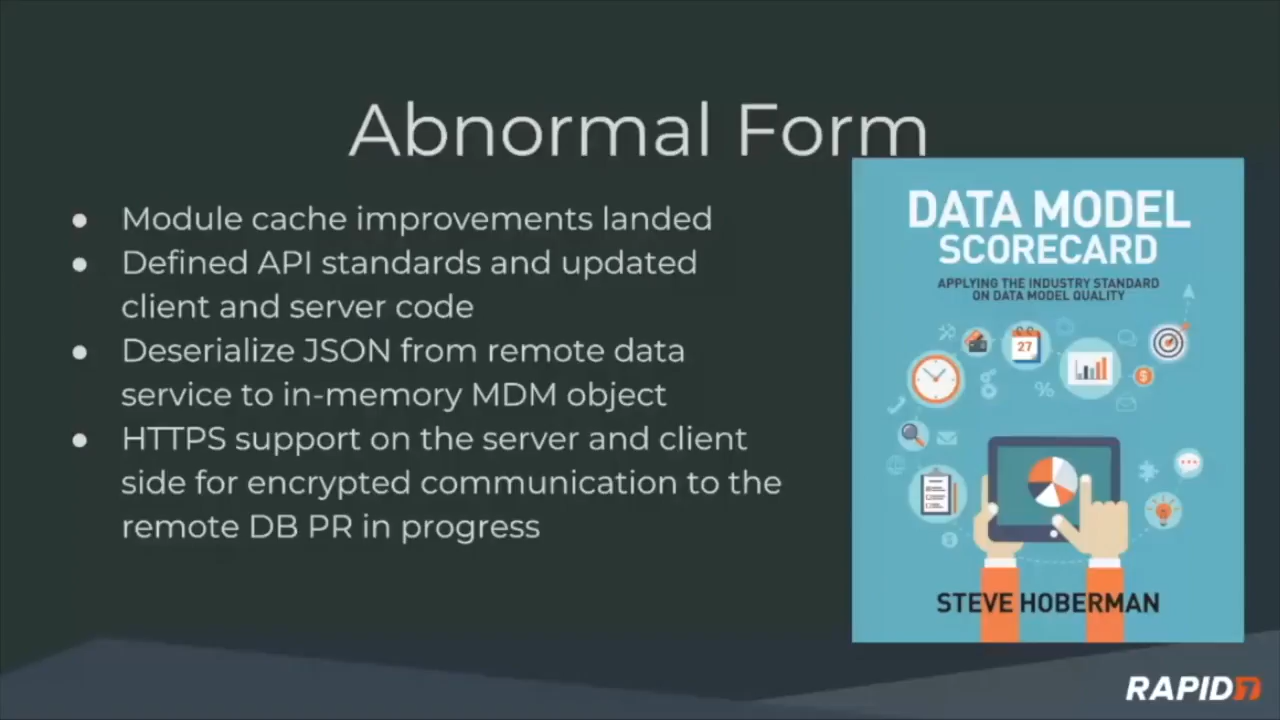 Abnormal Form
● Module cache improvements landed
● Defined API standards and updated
client and server code
● Deserialize JSON from remote data
service to in-memory MDM object
● HTTPS support on the server and client
side for encrypted communication to the
remote DB PR in progress
DATA MODEL
SCORECARD
APPLYING THE INDUSTRY STANDARD
ON DATA MODEL QUALITY
27
$
%
STEVE HOBERMAN
RAPID7